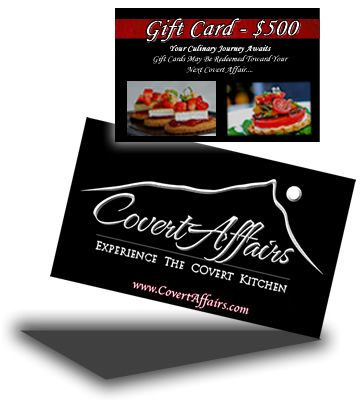 Gift Card - $500
Your Culinary Journey Awaits
Gift Cards May Be Redeemed Toward Your
Next Covert Affair....
Covert Affairs
Experience The Covert Kitchen
www.CovertAffairs.com